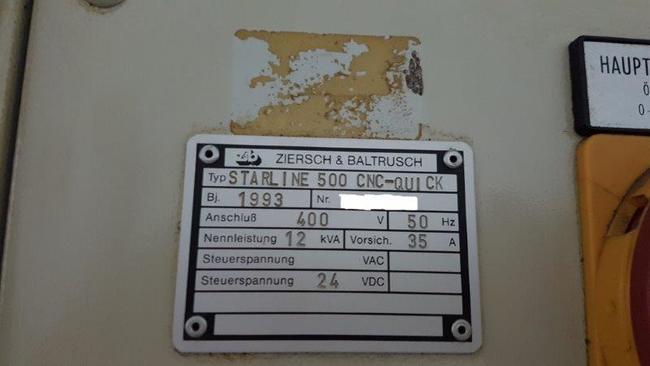 ZIERSCH & BALTRUSCH
Typ STARLINE 500 CNC-QUICK
Bj. 1993 Nr.
Anschluß 400 V 50 Hz
Nennleistung 12 kVA Vorsich. 35 A
Steuerspannung VAC
Steuerspannung 24 VDC
HAUPT
Ö
0-